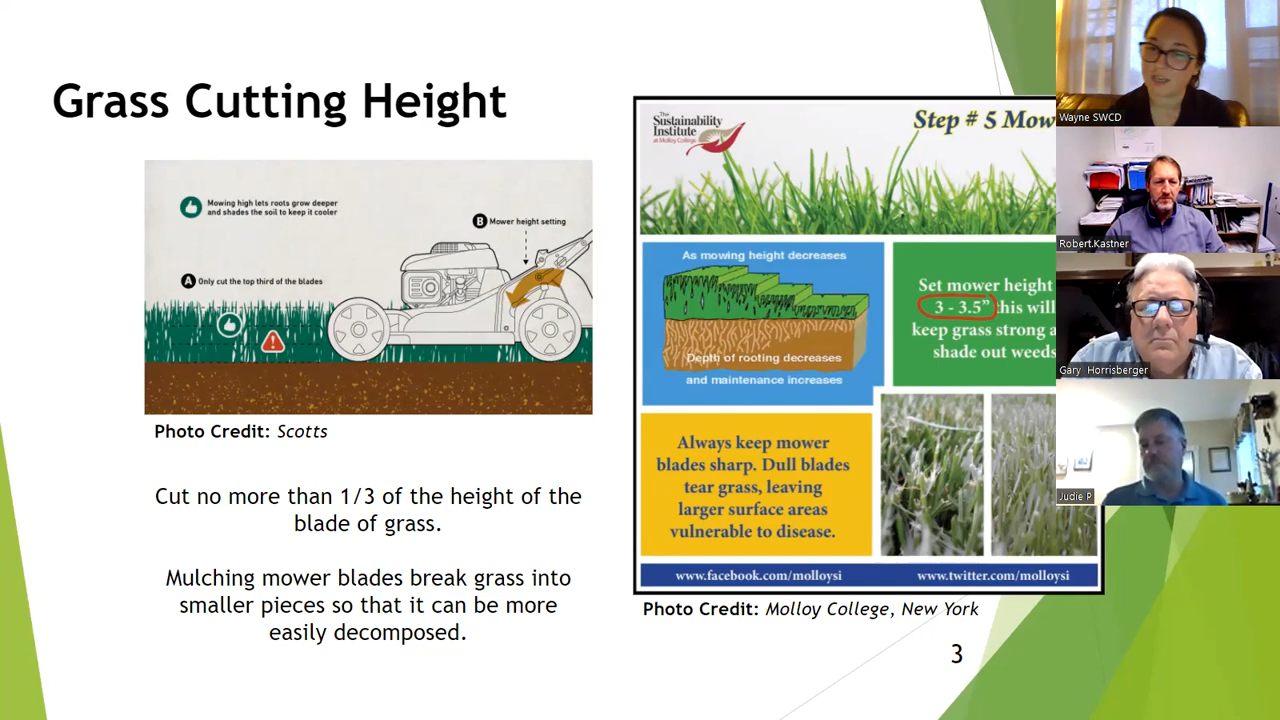 Grass Cutting Height
Mowing high lets roots grow deeper
and shades the soil to keep it cooler
B Mower height setting
A Only cut the top third of the blades
Photo Credit: Scotts
Cut no more than 1/3 of the height of the
blade of grass.
Mulching mower blades break grass into
smaller pieces so that it can be more
easily decomposed.
The
Sustainability
Institute
at Molloy College
Step # 5 Mow
As mowing height decreases
Depth of rooting decreases
and maintenance increases
Set mower height
3 - 3.5" this will
keep grass strong a
shade out weeds
Always keep mower
blades sharp. Dull blades
tear grass, leaving
larger surface areas
vulnerable to disease.
www.facebook.com/molloysi
www.twitter.com/molloysi
Photo Credit: Molloy College, New York
3
Wayne SWCD
Robert.Kastner
Gary Horrisberger
Judie P